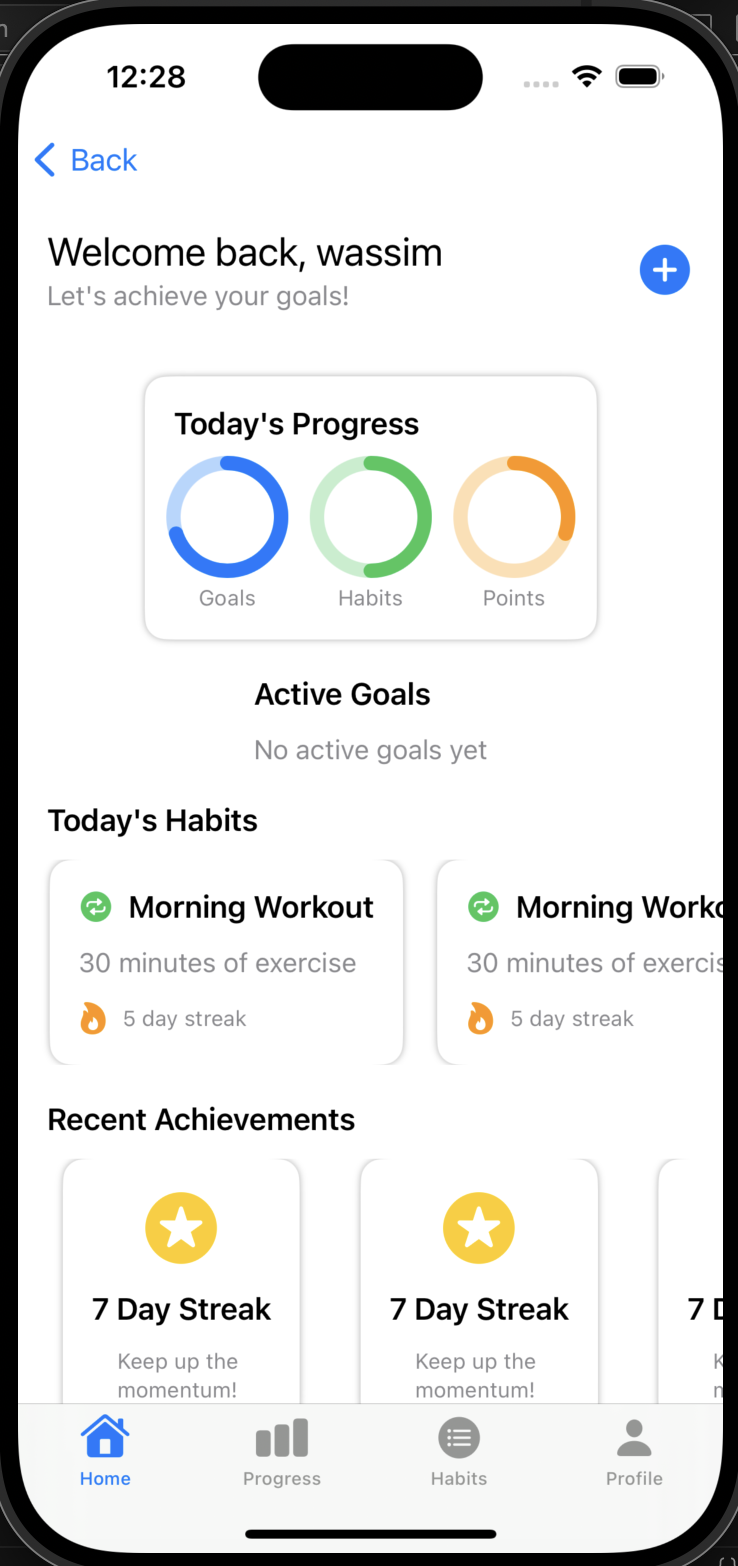 12:28
Back
Welcome back, wassim
Let's achieve your goals!
Today's Progress
Goals Habits Points
Active Goals
No active goals yet
Today's Habits
Morning Workout
30 minutes of exercise
5 day streak
Morning Worko
30 minutes of exercis
5 day streak
Recent Achievements
7 Day Streak
Keep up the
momentum!
7 Day Streak
Keep up the
momentum!
7 D
K
m
Home Progress Habits Profile